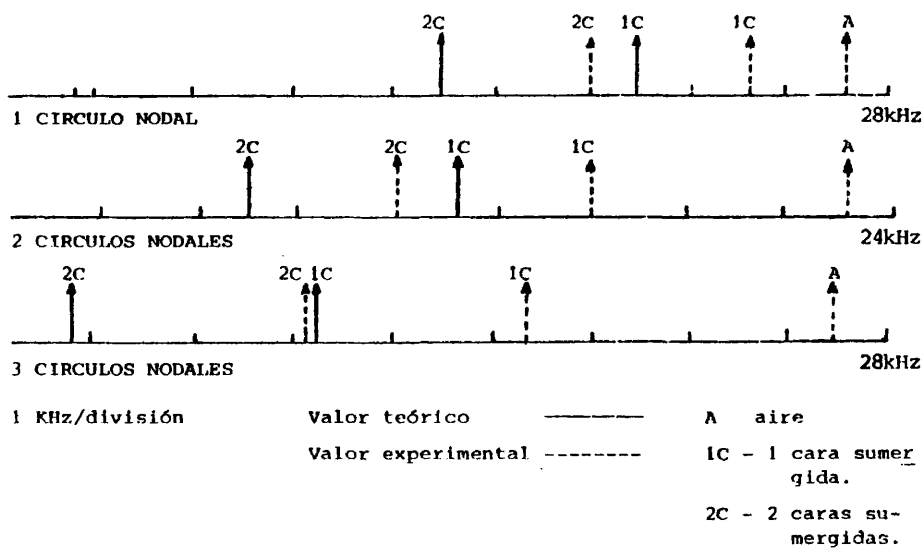 2C 2C 1C 1C A
1 CIRCULO NODAL 28kHz
2C 2C 1C 1C A
2 CIRCULOS NODALES 24kHz
2C 2C 1C 1C A
3 CIRCULOS NODALES 28kHz
1 KHz/división Valor teórico A aire
Valor experimental 1C - 1 cara sumer
gida.
2C - 2 caras su-
mergidas.